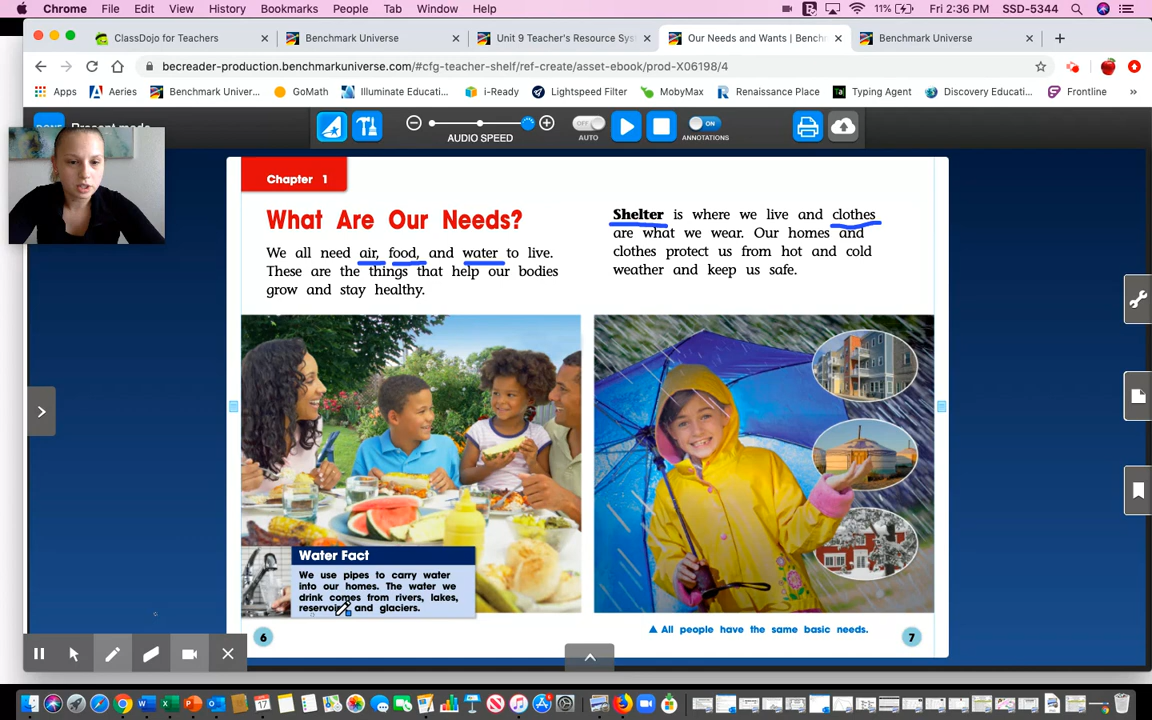 Chrome File Edit View History Bookmarks People Tab Window Help 11% Fri 2:36 PM SSD-5344
ClassDojo for Teachers × Benchmark Universe × Unit 9 Teacher's Resource Sys × Our Needs and Wants | Bench × Benchmark Universe × +
becreader-production.benchmarkuniverse.com/#cfg-teacher-shelf/ref-create/asset-ebook/prod-X06198/4
Apps Aeries Benchmark Univer... GoMath Illuminate Educati... i-Ready Lightspeed Filter MobyMax Renaissance Place Typing Agent Discovery Educati... Frontline »
AUDIO SPEED OFF AUTO ON ANNOTATIONS
Chapter 1
What Are Our Needs?
We all need air, food, and water to live.
These are the things that help our bodies
grow and stay healthy.
Shelter is where we live and clothes
are what we wear. Our homes and
clothes protect us from hot and cold
weather and keep us safe.
Water Fact
We use pipes to carry water
into our homes. The water we
drink comes from rivers, lakes,
and glaciers.
6
▲ All people have the same basic needs.
7